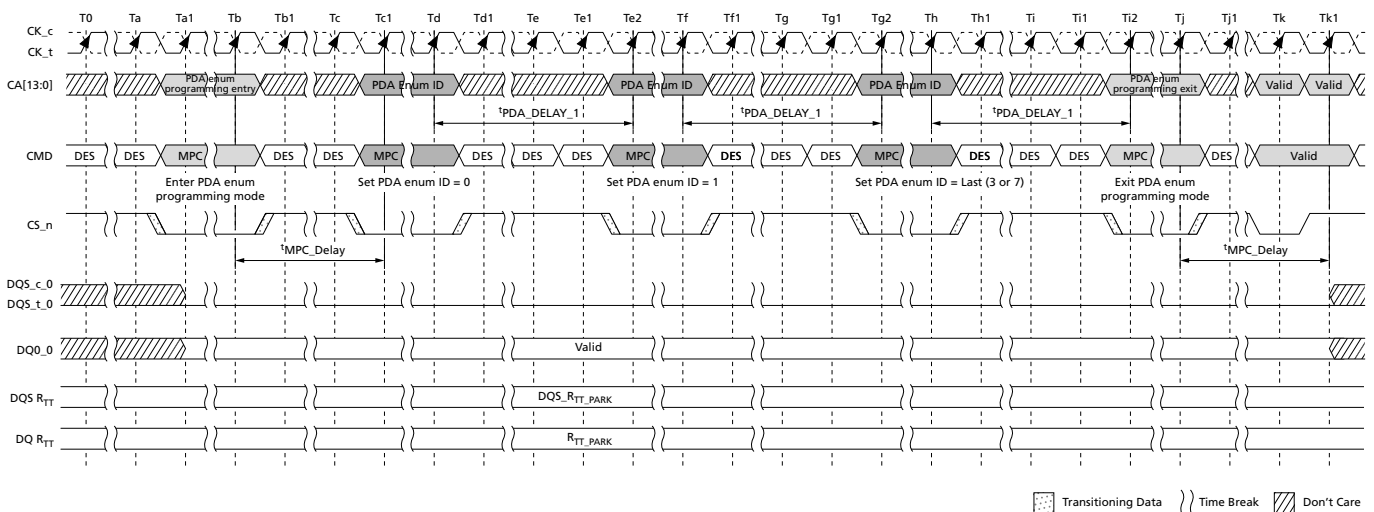 T0 Ta Ta1 Tb Tb1 Tc Tc1 Td Td1 Te Te1 Te2 Tf Tf1 Tg Tg1 Tg2 Th Th1 Ti Ti1 Ti2 Tj Tj1 Tk Tk1
CK_c
CK_t
CA[13:0]
PDA enum
programming entry
PDA Enum ID
PDA Enum ID
PDA Enum ID
PDA enum
programming exit
Valid
Valid
tPDA_DELAY_1
tPDA_DELAY_1
tPDA_DELAY_1
CMD DES DES MPC DES DES MPC DES DES DES MPC DES DES DES MPC DES DES DES MPC DES Valid
Enter PDA enum
programming mode
Set PDA enum ID = 0
Set PDA enum ID = 1
Set PDA enum ID = Last (3 or 7)
Exit PDA enum
programming mode
CS_n
tMPC_Delay
tMPC_Delay
DQS_c_0
DQS_t_0
DQ0_0
Valid
DQS RTT
DQS_RTT_PARK
DQ RTT
RTT_PARK
Transitioning Data Time Break Don't Care